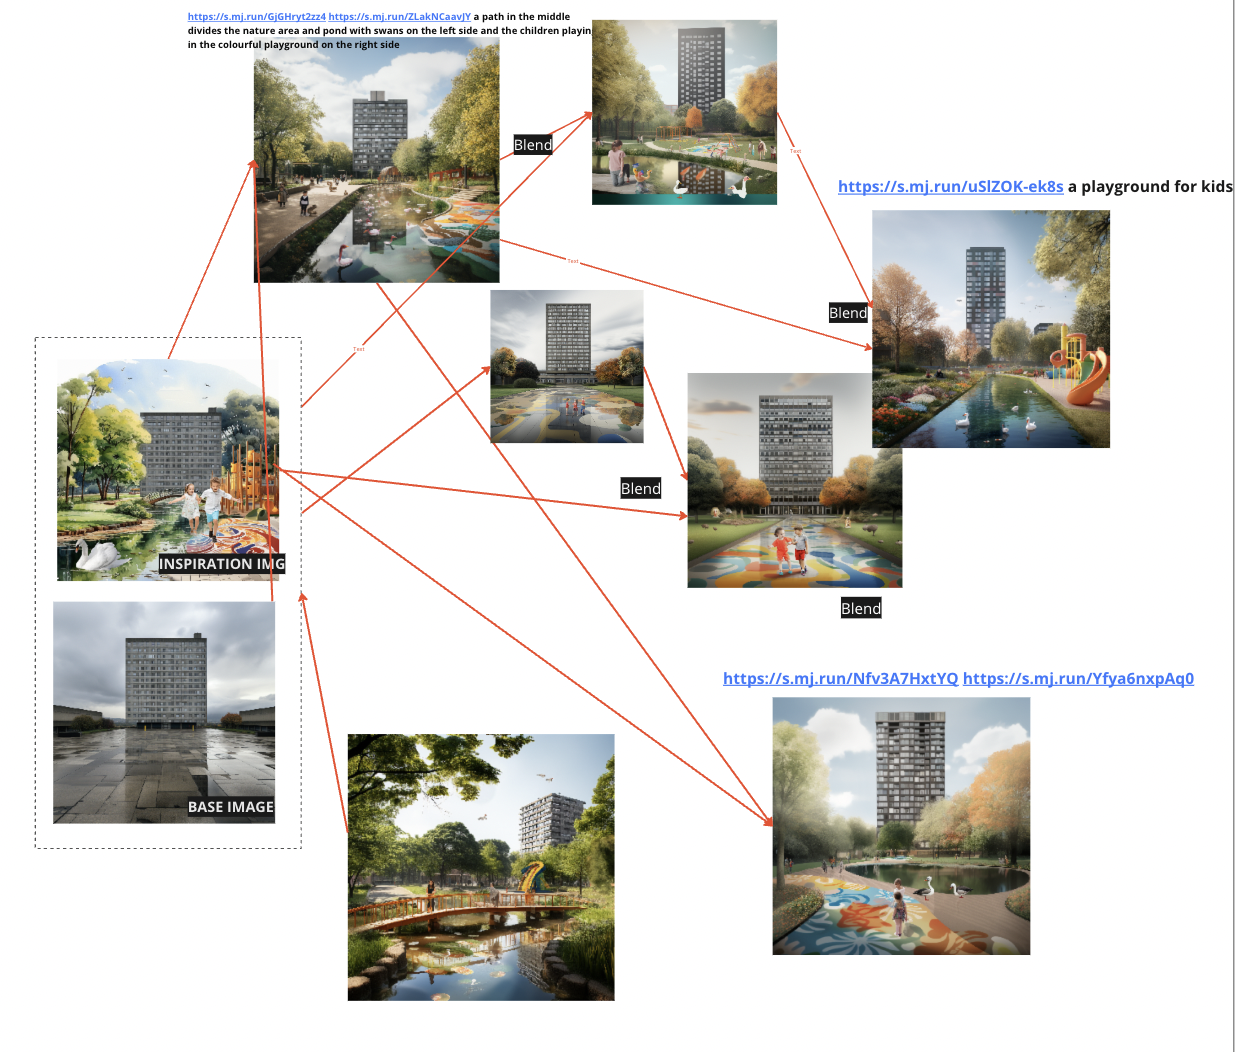 https://s.mj.run/GjGHryt2zz4 https://s.mj.run/ZLakNCaavJY a path in the middle
divides the nature area and pond with swans on the left side and the children playin
in the colourful playground on the right side
Blend
Text
https://s.mj.run/uSlZOK-ek8s a playground for kids
Text
Blend
Text
Blend
INSPIRATION IMG
Blend
https://s.mj.run/Nfv3A7HxtYQ https://s.mj.run/Yfya6nxpAq0
BASE IMAGE